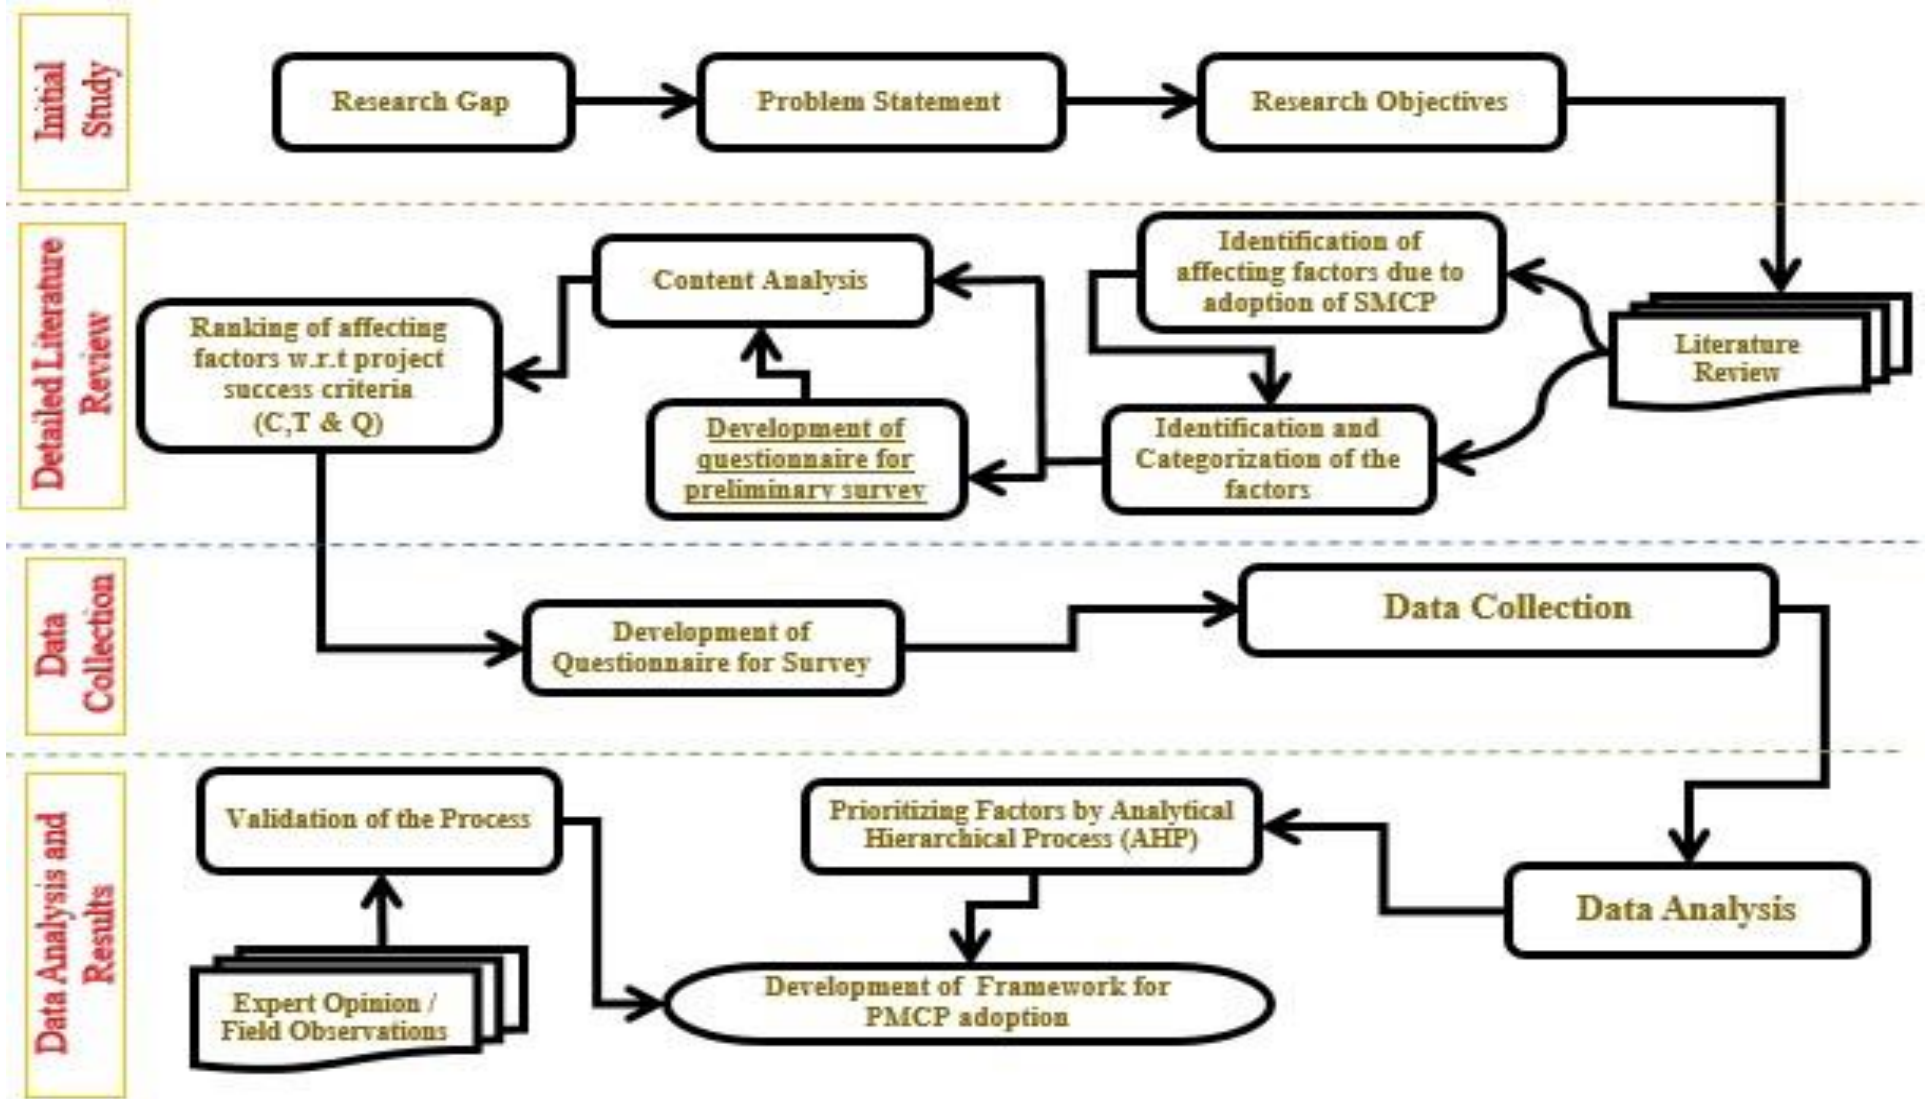 Initial
Study
Research Gap
Problem Statement
Research Objectives
Detailed Literature
Review
Ranking of affecting
factors w.r.t project
success criteria
(C,T & Q)
Content Analysis
Development of
questionnaire for
preliminary survey
Identification of
affecting factors due to
adoption of SMCP
Identification and
Categorization of the
factors
Literature
Review
Data
Collection
Development of
Questionnaire for Survey
Data Collection
Data Analysis and
Results
Validation of the Process
Expert Opinion /
Field Observations
Prioritizing Factors by Analytical
Hierarchical Process (AHP)
Development of Framework for
PMCP adoption
Data Analysis